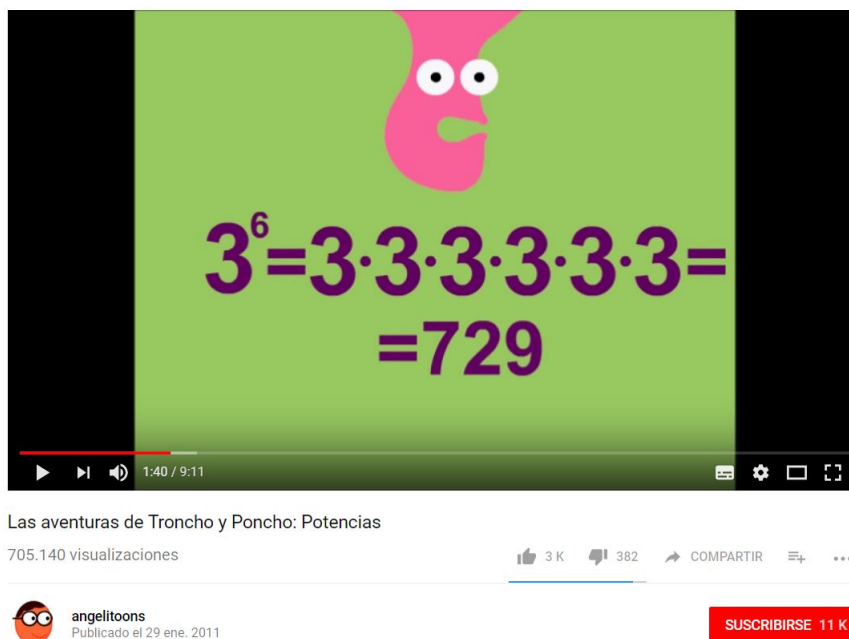 3⁶=3·3·3·3·3·3=
=729
1:40 / 9:11
Las aventuras de Troncho y Poncho: Potencias
705.140 visualizaciones
3 K 382 COMPARTIR
angelitoons
Publicado el 29 ene. 2011
SUSCRIBIRSE 11 K